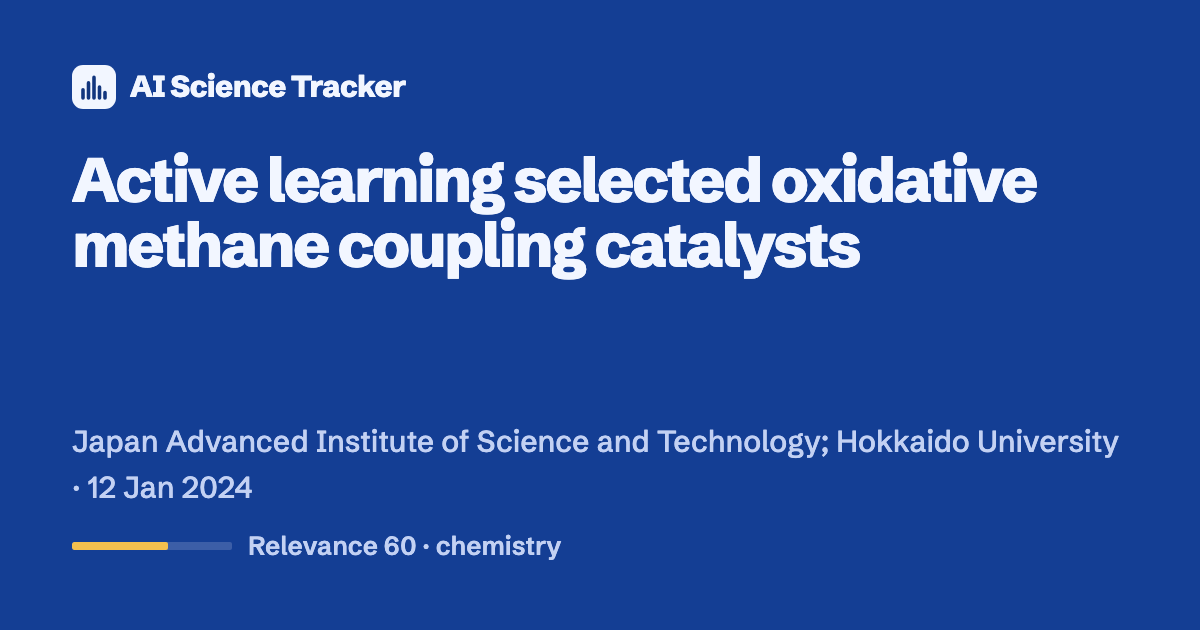 AI Science Tracker
Active learning selected oxidative
methane coupling catalysts
Japan Advanced Institute of Science and Technology; Hokkaido University
· 12 Jan 2024
Relevance 60 · chemistry